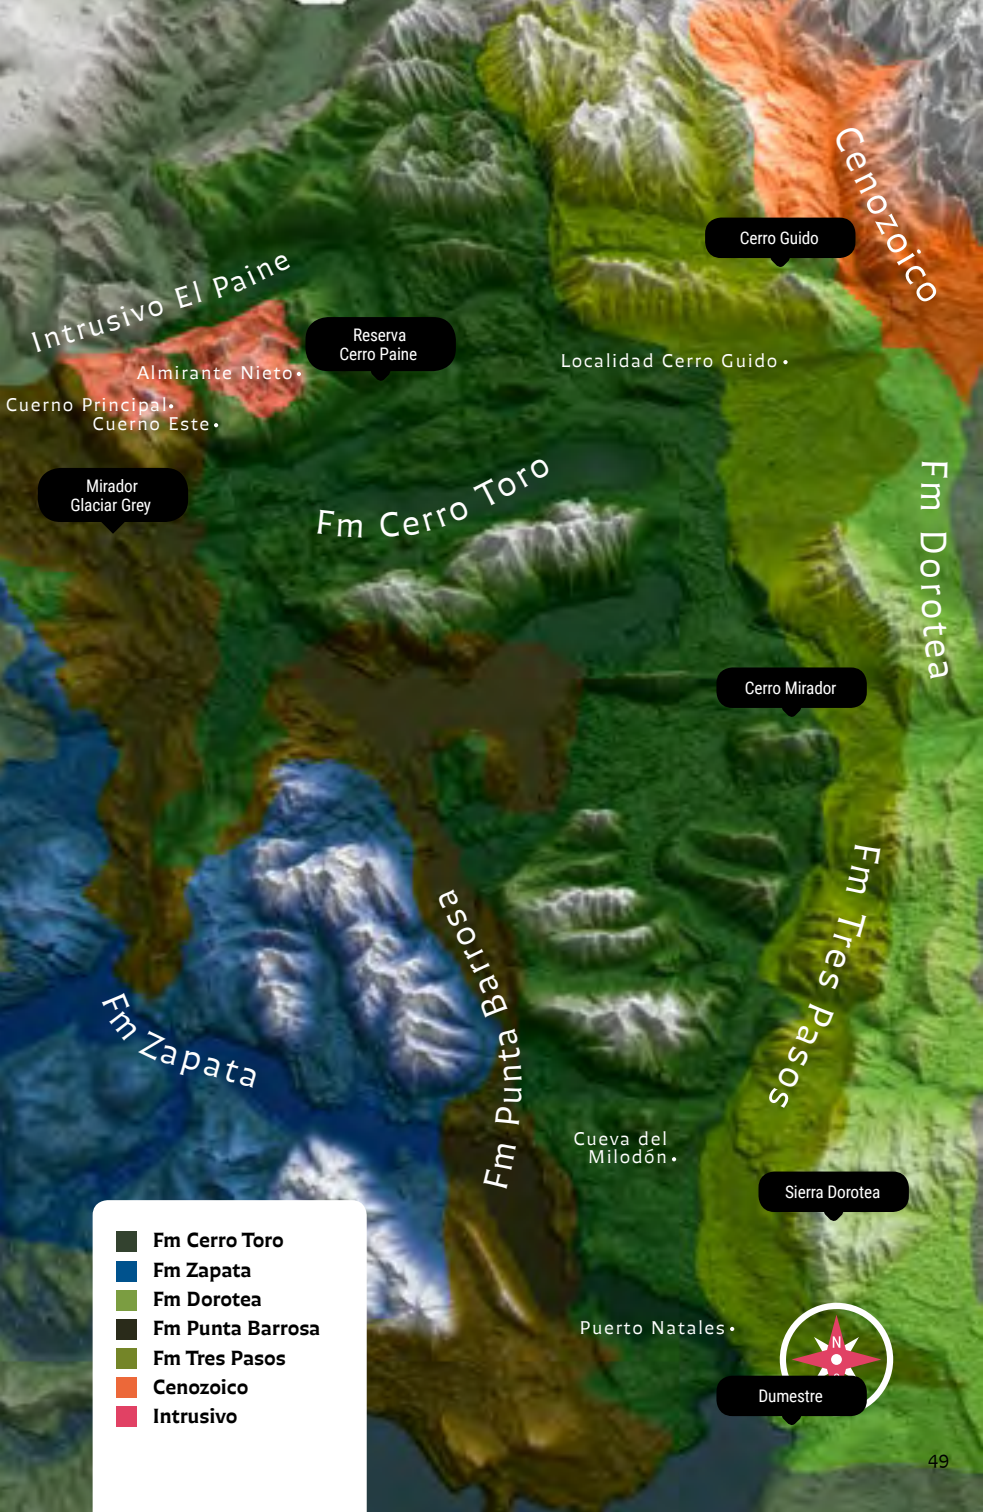 Cenozoico
Cerro Guido
Intrusivo El Paine
Reserva
Cerro Paine
Localidad Cerro Guido
Almirante Nieto
Cuerno Principal
Cuerno Este
Fm Cerro Toro
Fm Dorotea
Mirador
Glaciar Grey
Cerro Mirador
Fm Tres Pasos
Fm Punta Barrosa
Fm Zapata
Cueva del
Milodón
Sierra Dorotea
Fm Cerro Toro
Fm Zapata
Fm Dorotea
Fm Punta Barrosa
Fm Tres Pasos
Cenozoico
Intrusivo
Puerto Natales
N
Dumestre
49